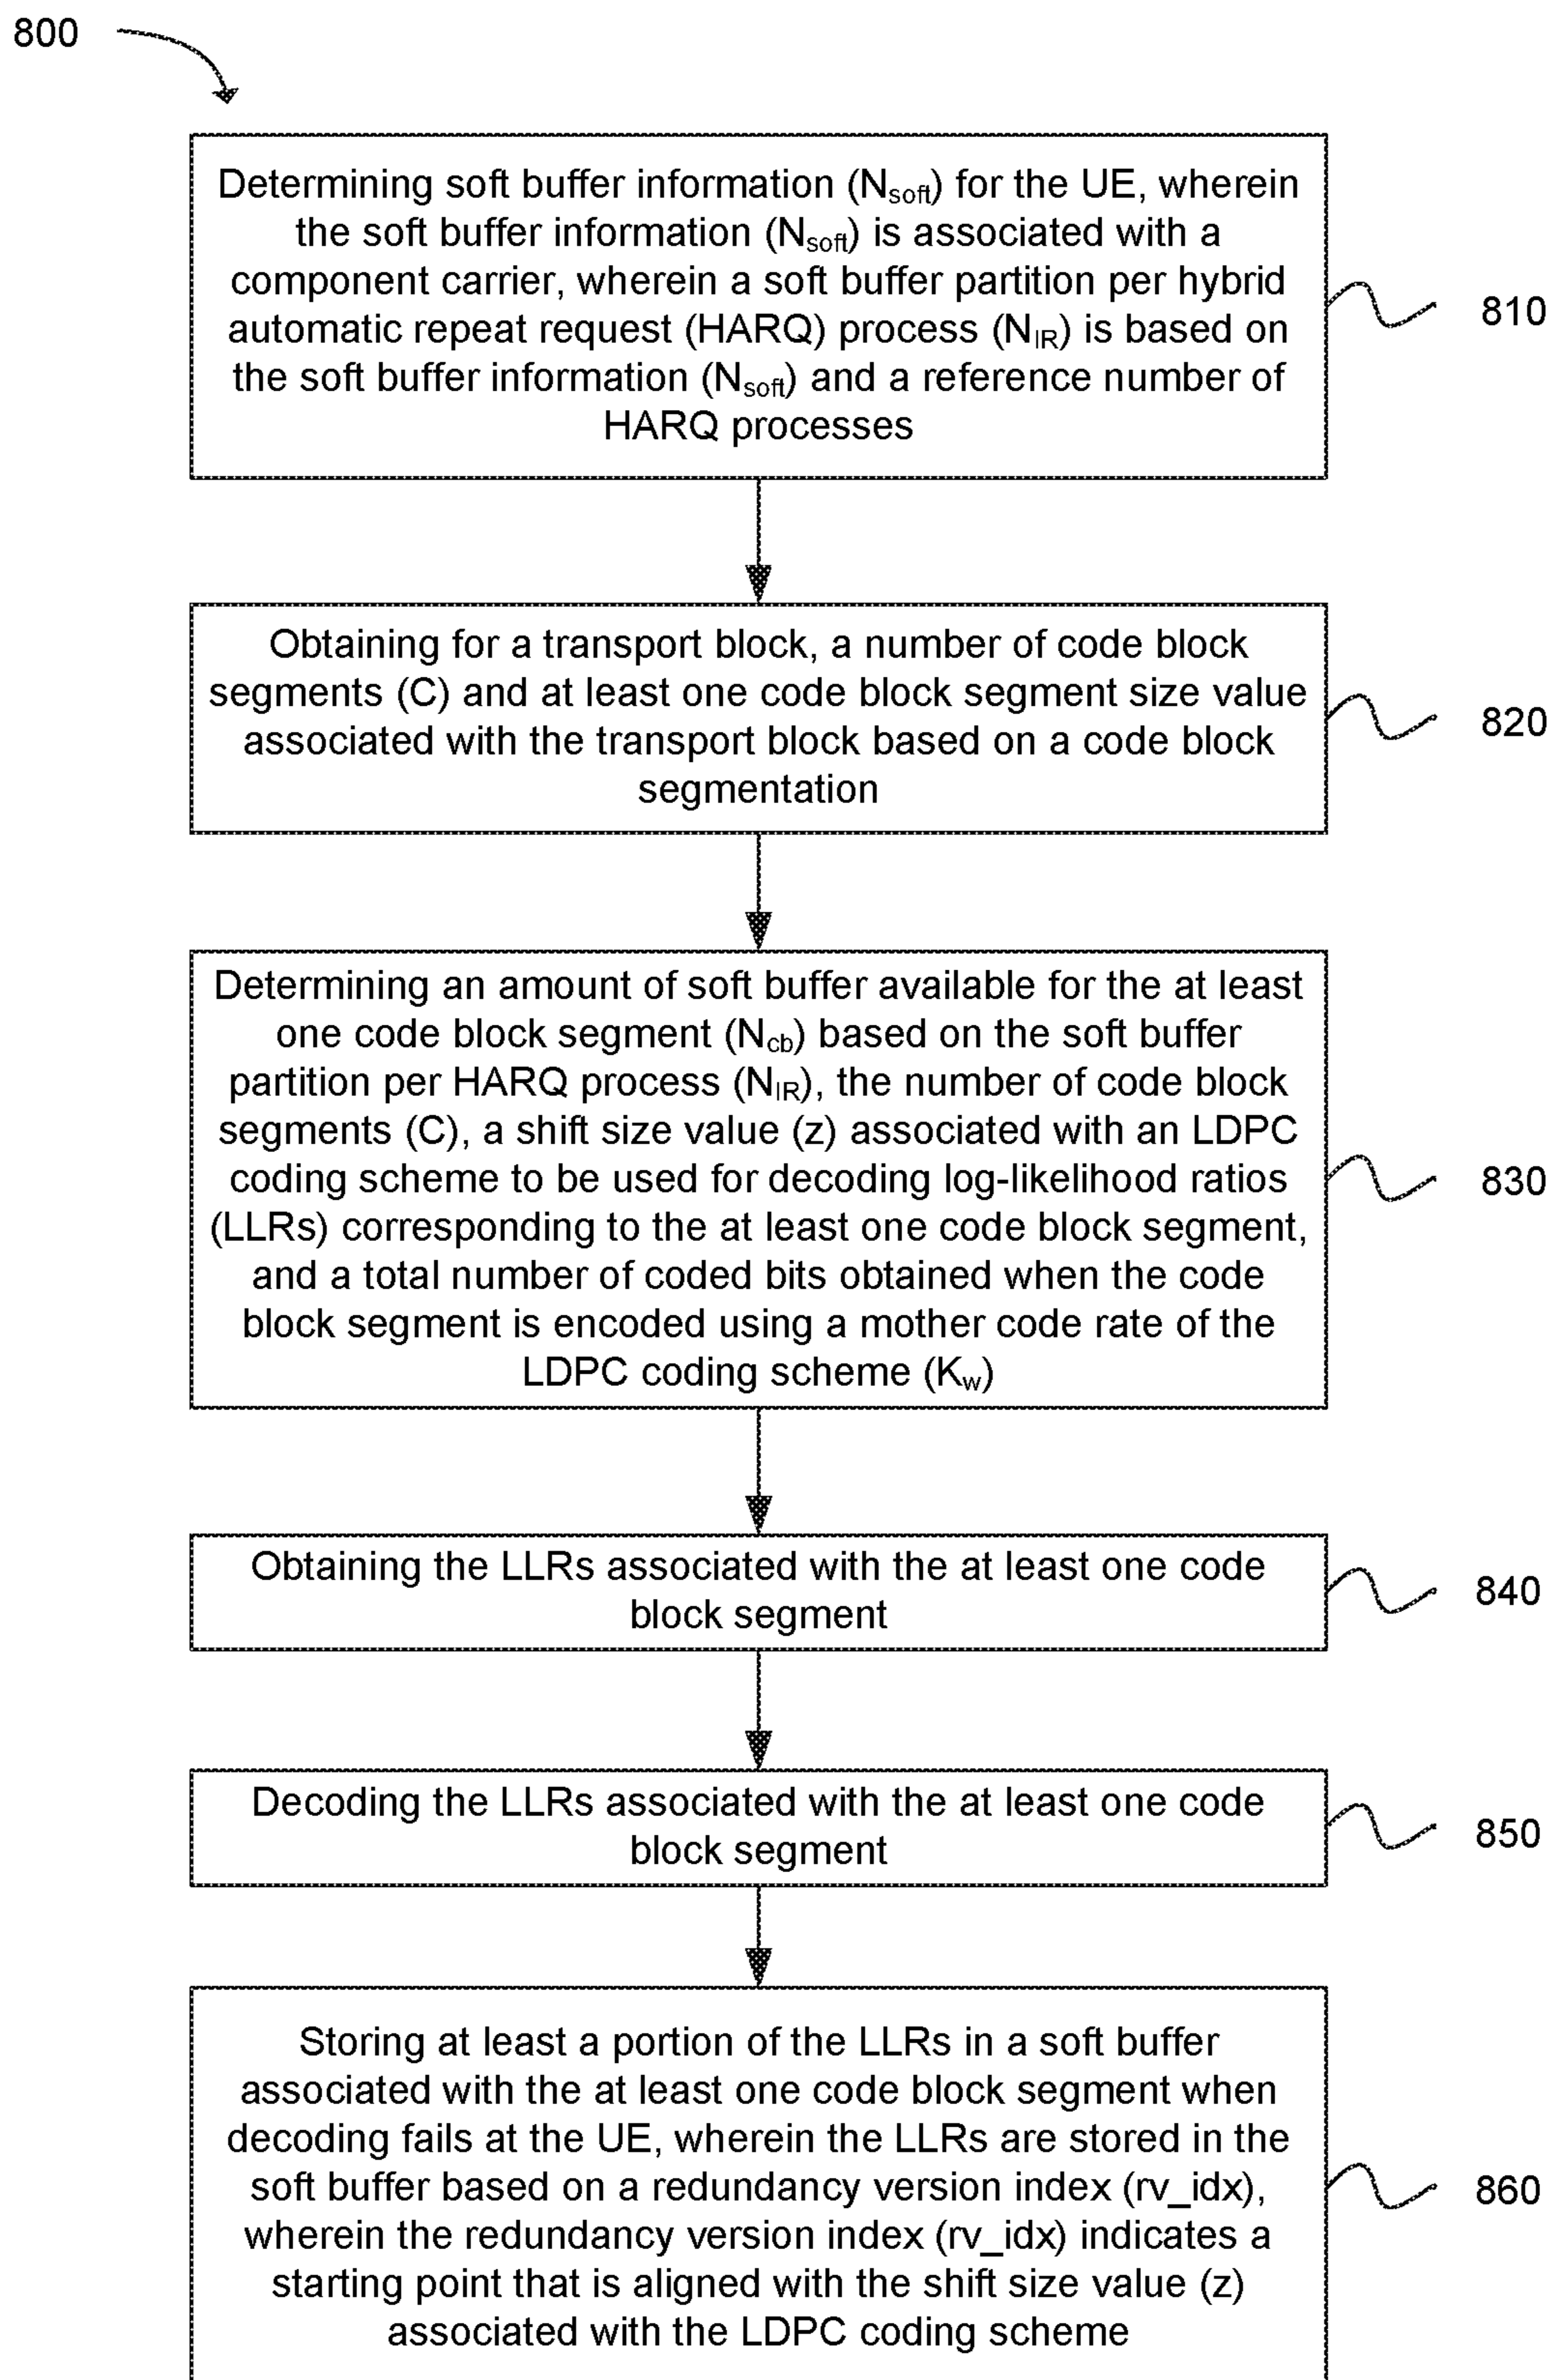 800
Determining soft buffer information (Nsoft) for the UE, wherein
the soft buffer information (Nsoft) is associated with a
component carrier, wherein a soft buffer partition per hybrid
automatic repeat request (HARQ) process (NIR) is based on
the soft buffer information (Nsoft) and a reference number of
HARQ processes
810
Obtaining for a transport block, a number of code block
segments (C) and at least one code block segment size value
associated with the transport block based on a code block
segmentation
820
Determining an amount of soft buffer available for the at least
one code block segment (Ncb) based on the soft buffer
partition per HARQ process (NIR), the number of code block
segments (C), a shift size value (z) associated with an LDPC
coding scheme to be used for decoding log-likelihood ratios
(LLRs) corresponding to the at least one code block segment,
and a total number of coded bits obtained when the code
block segment is encoded using a mother code rate of the
LDPC coding scheme (Kw)
830
Obtaining the LLRs associated with the at least one code
block segment
840
Decoding the LLRs associated with the at least one code
block segment
850
Storing at least a portion of the LLRs in a soft buffer
associated with the at least one code block segment when
decoding fails at the UE, wherein the LLRs are stored in the
soft buffer based on a redundancy version index (rv_idx),
wherein the redundancy version index (rv_idx) indicates a
starting point that is aligned with the shift size value (z)
associated with the LDPC coding scheme
860